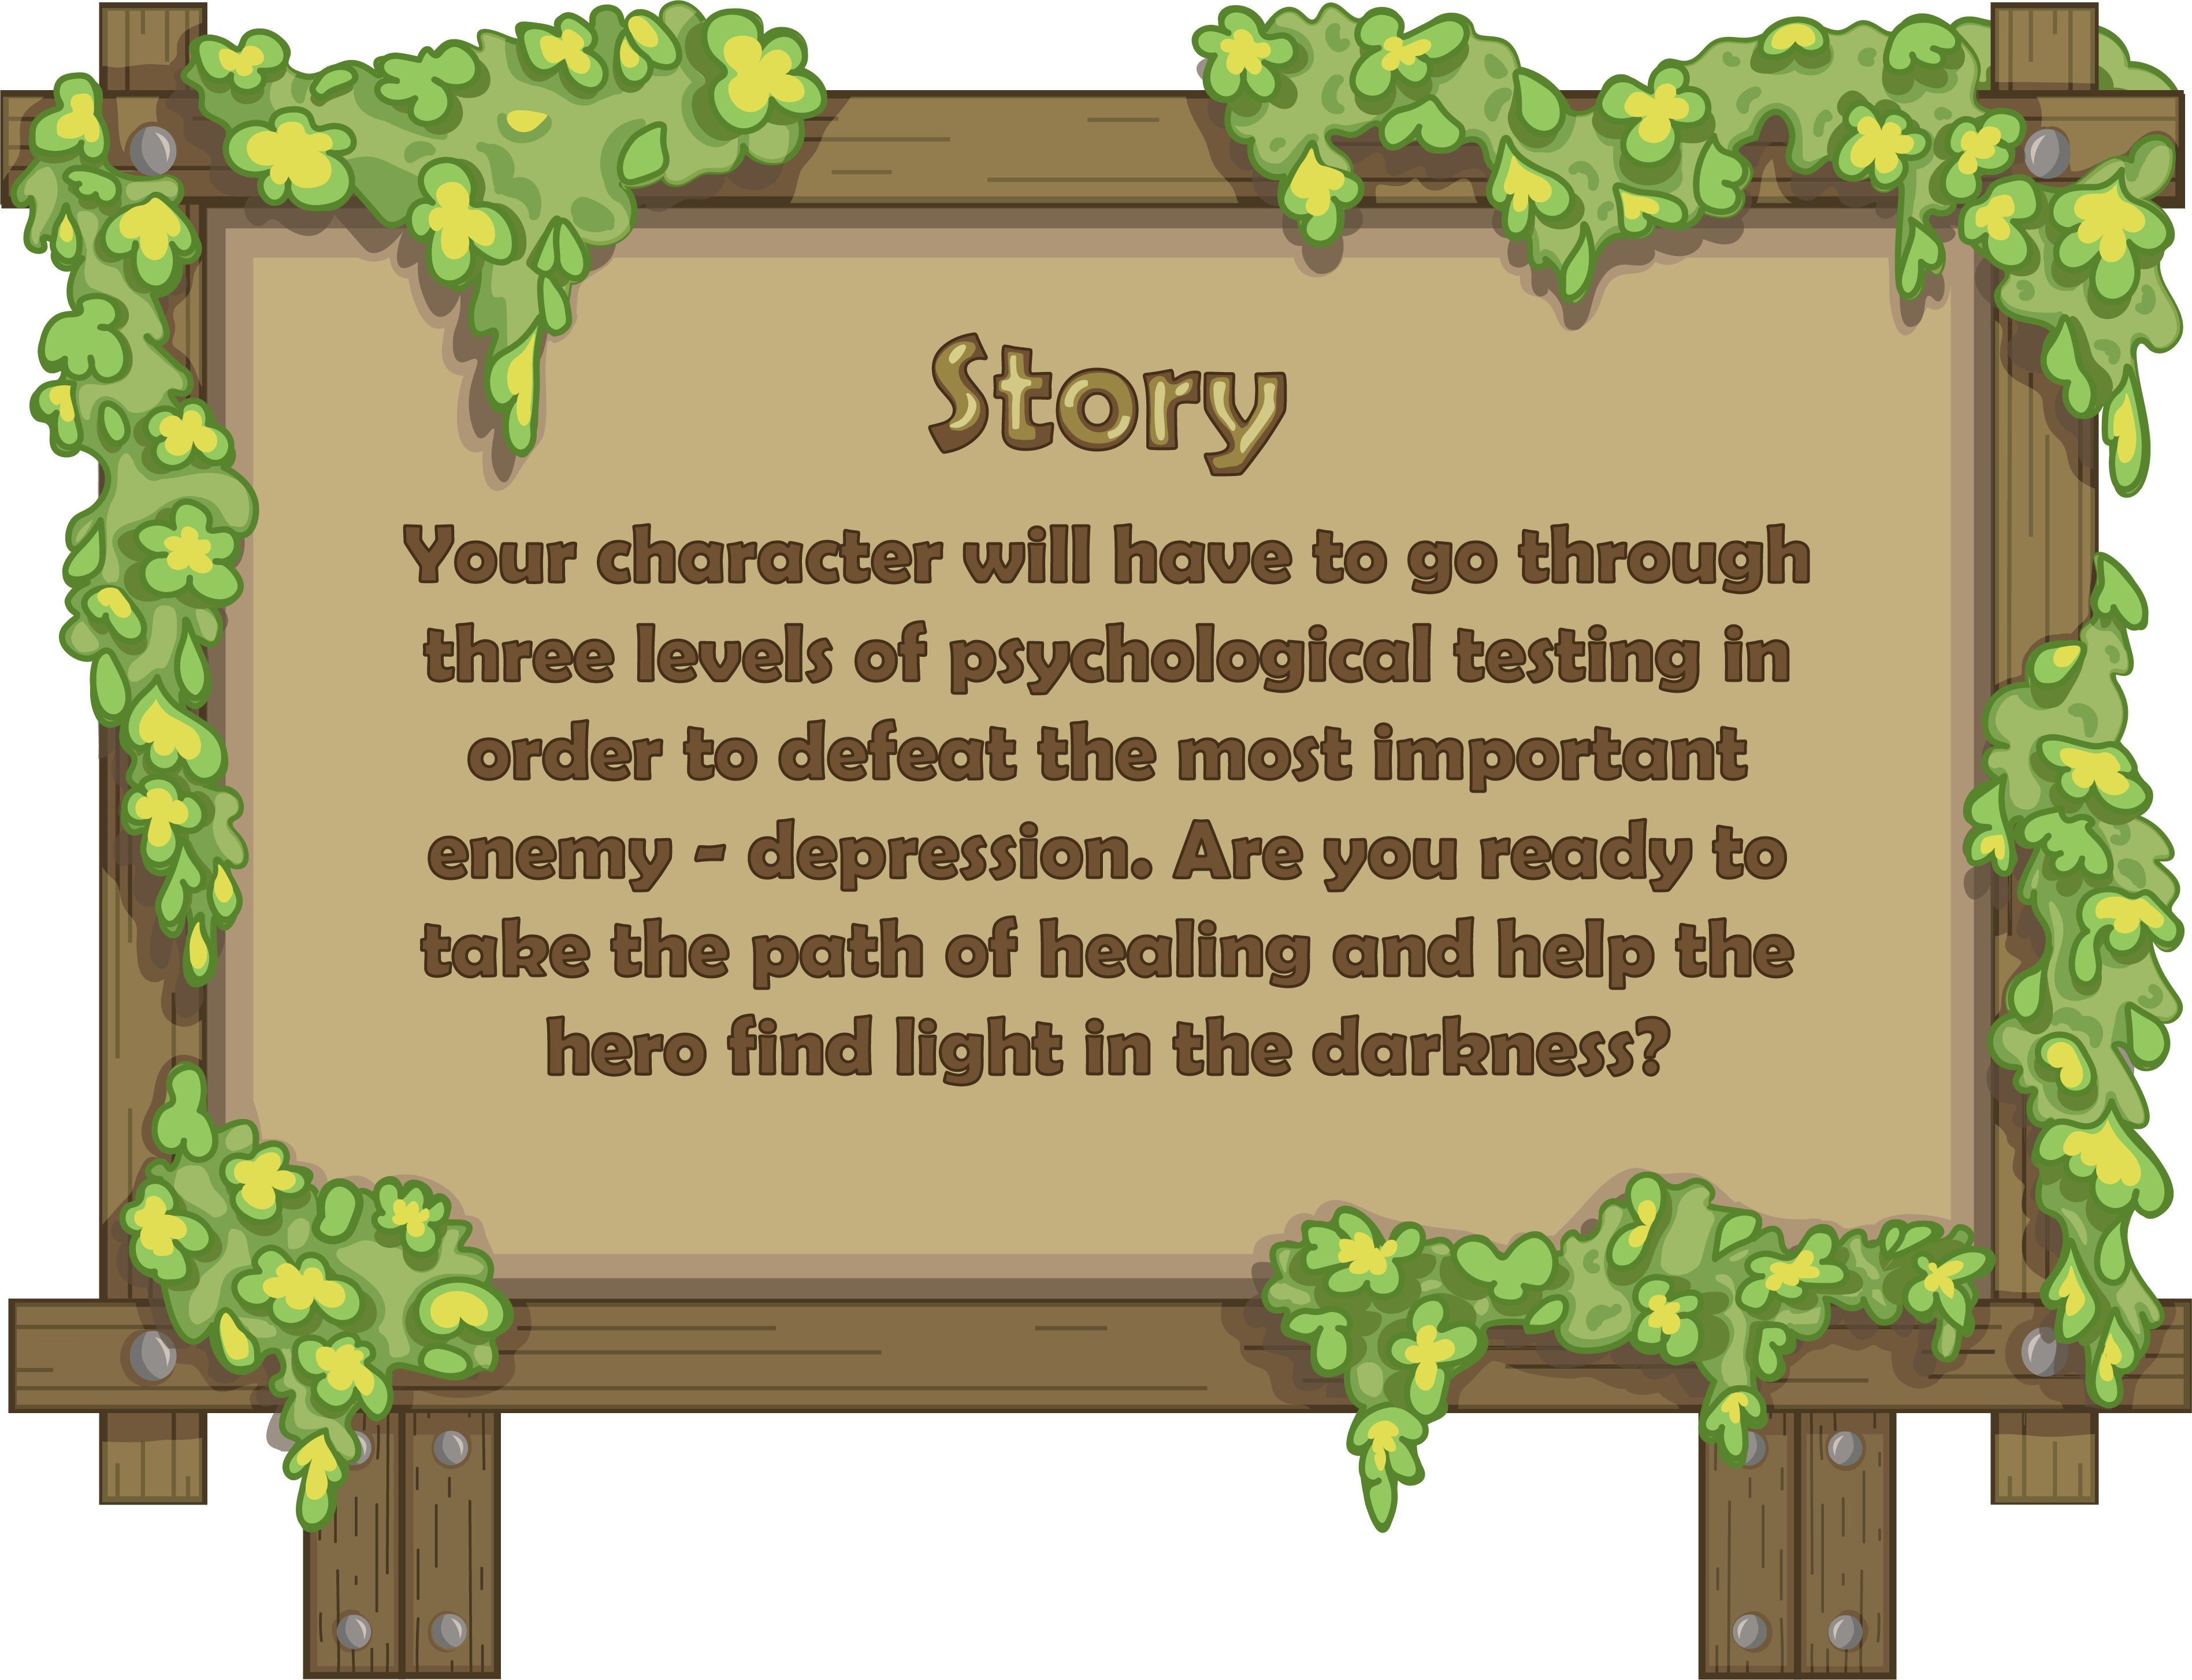 Story
Your character will have to go through
three levels of psychological testing in
order to defeat the most important
enemy - depression. Are you ready to
take the path of healing and help the
hero find light in the darkness?